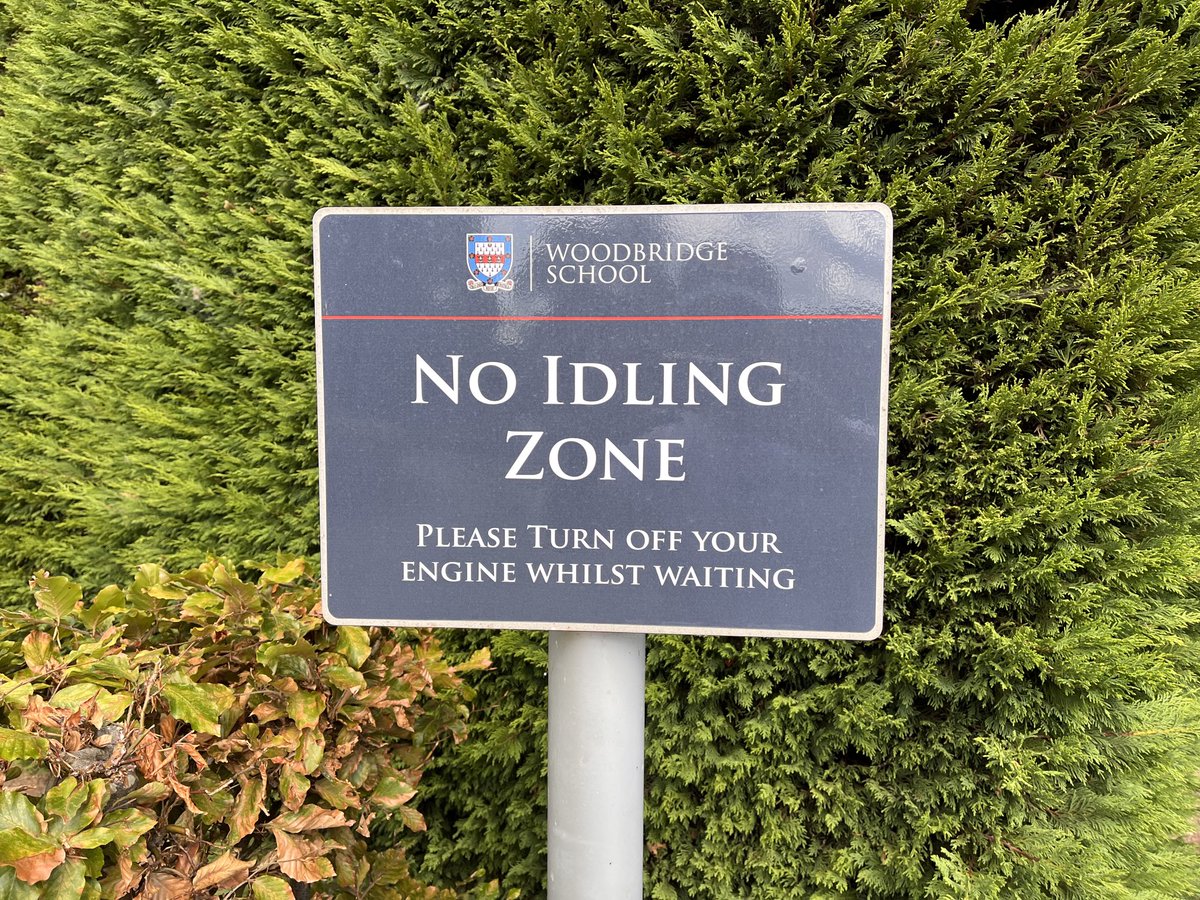 WOODBRIDGE
SCHOOL
NO IDLING
ZONE
PLEASE TURN OFF YOUR
ENGINE WHILST WAITING